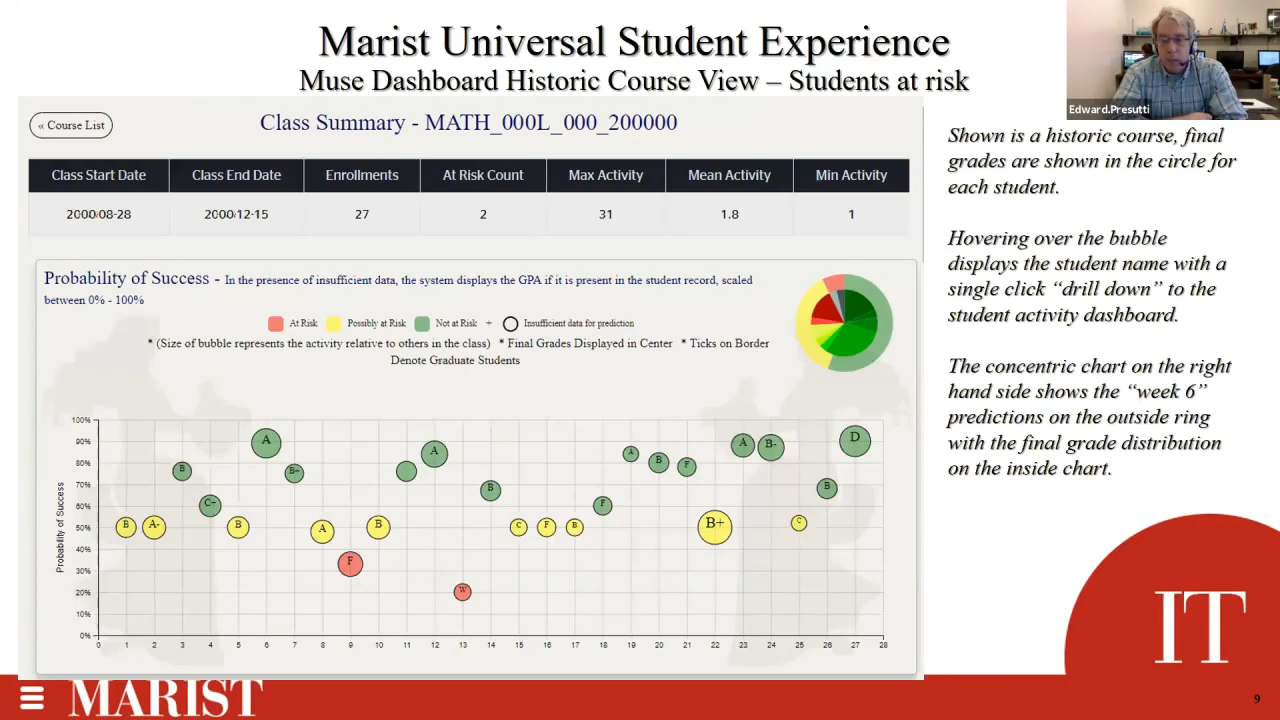 Marist Universal Student Experience
Muse Dashboard Historic Course View – Students at risk
Edward.Presutti
« Course List
Class Summary - MATH_000L_000_200000
Class Start Date Class End Date Enrollments At Risk Count Max Activity Mean Activity Min Activity
2000-08-28 2000-12-15 27 2 31 1.8 1
Probability of Success - In the presence of insufficient data, the system displays the GPA if it is present in the student record, scaled
between 0% - 100%
At Risk Possibly at Risk Not at Risk + Insufficient data for prediction
* (Size of bubble represents the activity relative to others in the class) * Final Grades Displayed in Center * Ticks on Border
Denote Graduate Students
Probability of Success
100%
90%
80%
70%
60%
50%
40%
30%
20%
10%
0%
B A- B C+ B A B+ A F B A W B C F B F A B F B+ A B- C B D
0 1 2 3 4 5 6 7 8 9 10 11 12 13 14 15 16 17 18 19 20 21 22 23 24 25 26 27 28
Shown is a historic course, final
grades are shown in the circle for
each student.
Hovering over the bubble
displays the student name with a
single click “drill down” to the
student activity dashboard.
The concentric chart on the right
hand side shows the “week 6”
predictions on the outside ring
with the final grade distribution
on the inside chart.
IT
MARIST
9